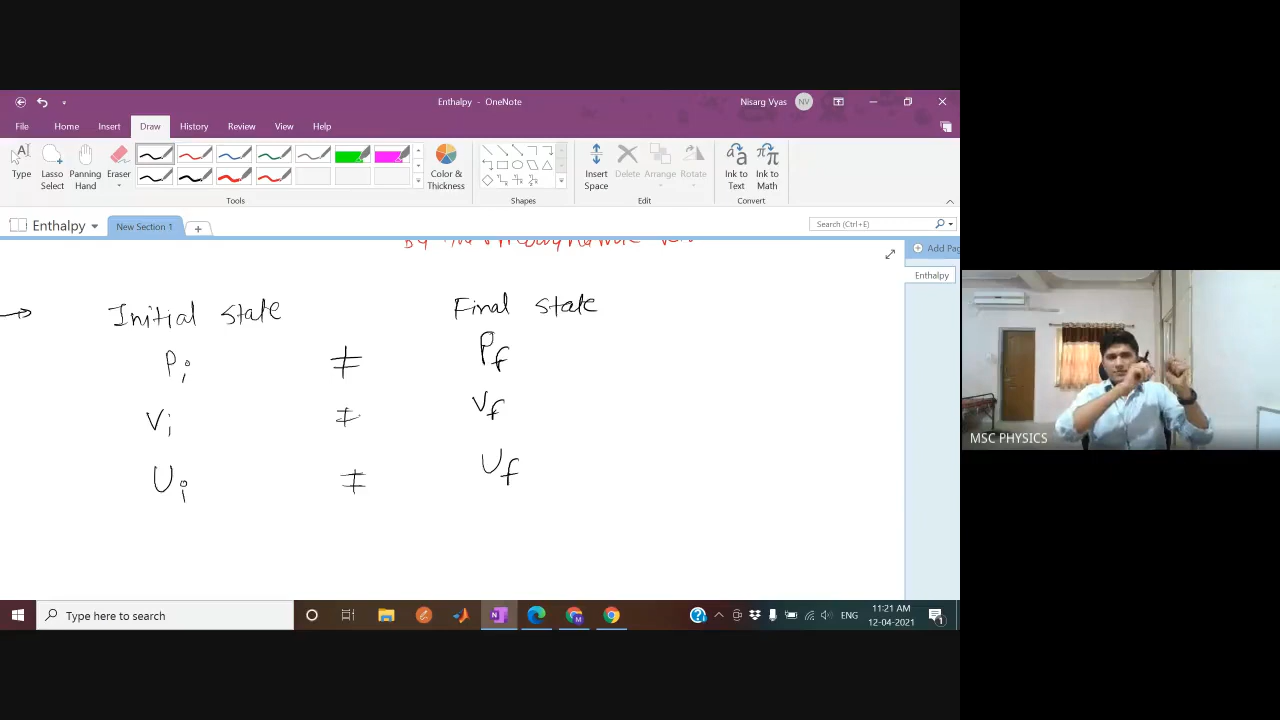 Enthalpy - OneNote
Nisarg Vyas NV
File Home Insert Draw History Review View Help
Type
Lasso Select
Panning Hand
Eraser
Color & Thickness
Insert Space
Delete
Arrange
Rotate
Ink to Text
Ink to Math
Tools Shapes Edit Convert
Enthalpy New Section 1 +
Search (Ctrl+E)
Add Pag
Enthalpy
→ Initial state Final state
Pi ≠ Pf
Vi ≠ Vf
Ui ≠ Uf
MSC PHYSICS
Type here to search
ENG
11:21 AM
12-04-2021
1